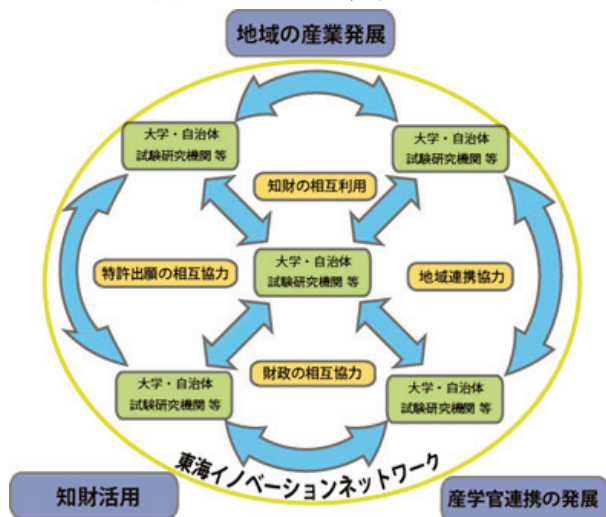 地域の産業発展
大学・自治体
試験研究機関 等
大学・自治体
試験研究機関 等
知財の相互利用
特許出願の相互協力
大学・自治体
試験研究機関 等
地域連携協力
財政の相互協力
大学・自治体
試験研究機関 等
大学・自治体
試験研究機関 等
東海イノベーションネットワーク
知財活用
産学官連携の発展